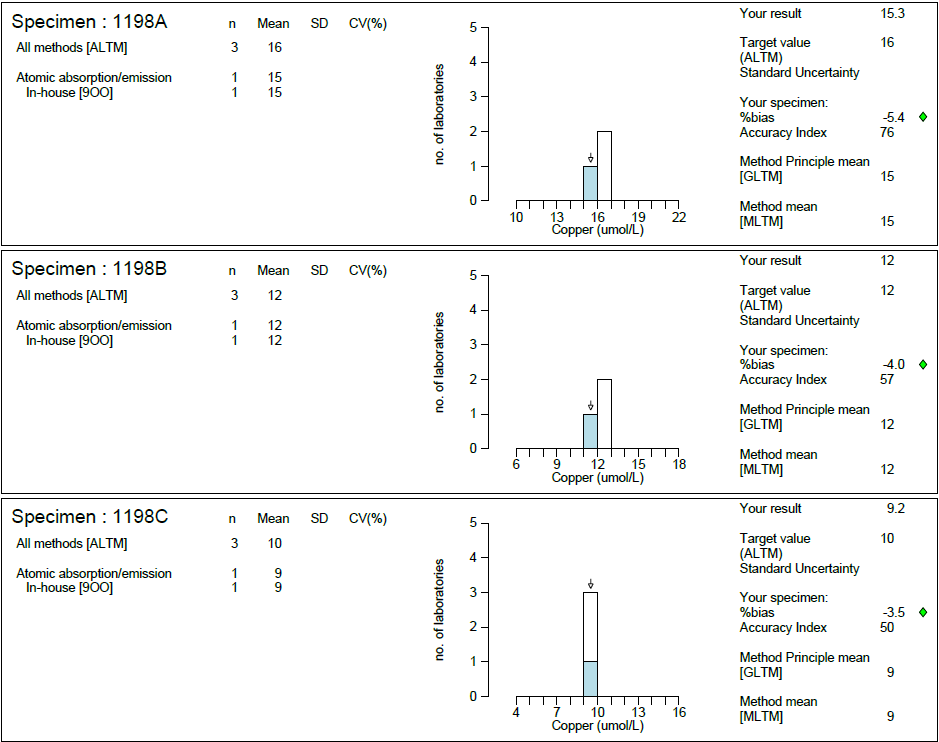 Specimen : 1198A n Mean SD CV(%)
All methods [ALTM] 3 16
Atomic absorption/emission 1 15
In-house [9OO] 1 15
no. of laboratories
5
4
3
2
1
0
10 13 16 19 22
Copper (umol/L)
Your result 15.3
Target value 16
(ALTM)
Standard Uncertainty
Your specimen:
%bias -5.4
Accuracy Index 76
Method Principle mean
[GLTM] 15
Method mean
[MLTM] 15
Specimen : 1198B n Mean SD CV(%)
All methods [ALTM] 3 12
Atomic absorption/emission 1 12
In-house [9OO] 1 12
no. of laboratories
5
4
3
2
1
0
6 9 12 15 18
Copper (umol/L)
Your result 12
Target value 12
(ALTM)
Standard Uncertainty
Your specimen:
%bias -4.0
Accuracy Index 57
Method Principle mean
[GLTM] 12
Method mean
[MLTM] 12
Specimen : 1198C n Mean SD CV(%)
All methods [ALTM] 3 10
Atomic absorption/emission 1 9
In-house [9OO] 1 9
no. of laboratories
5
4
3
2
1
0
4 7 10 13 16
Copper (umol/L)
Your result 9.2
Target value 10
(ALTM)
Standard Uncertainty
Your specimen:
%bias -3.5
Accuracy Index 50
Method Principle mean
[GLTM] 9
Method mean
[MLTM] 9